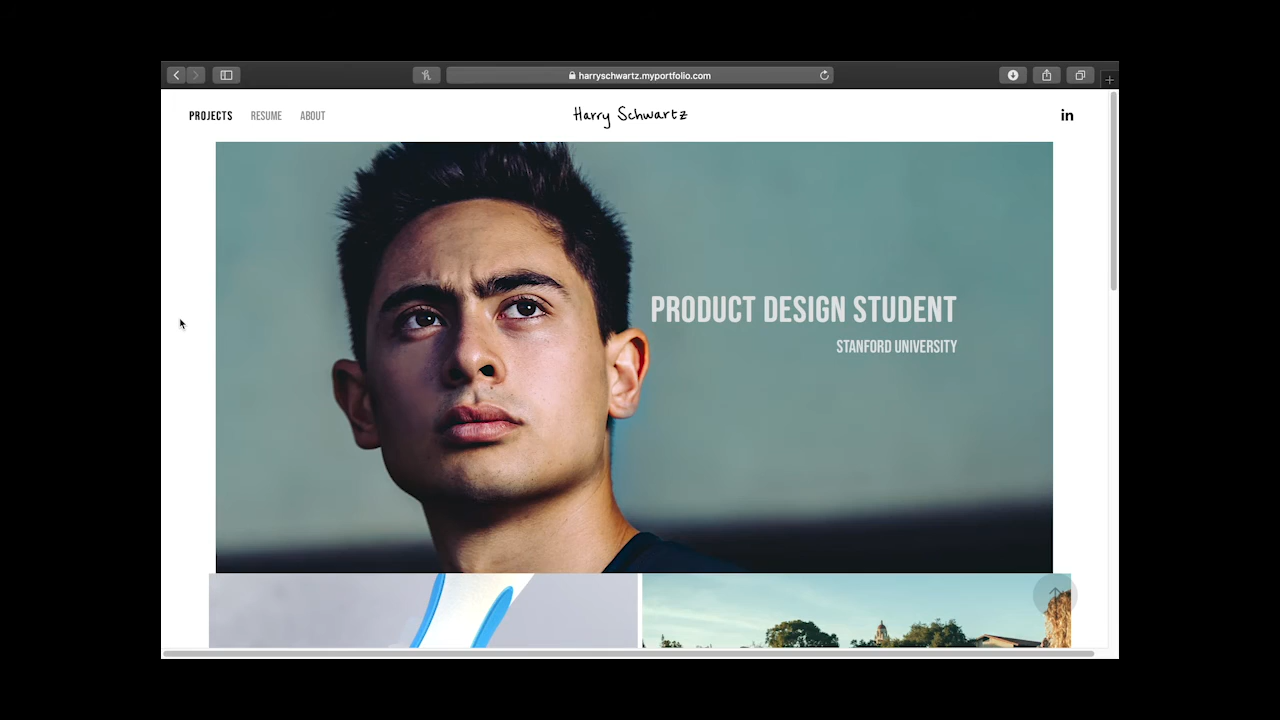 harryschwartz.myportfolio.com
PROJECTS RESUME ABOUT
Harry Schwartz
in
PRODUCT DESIGN STUDENT
STANFORD UNIVERSITY